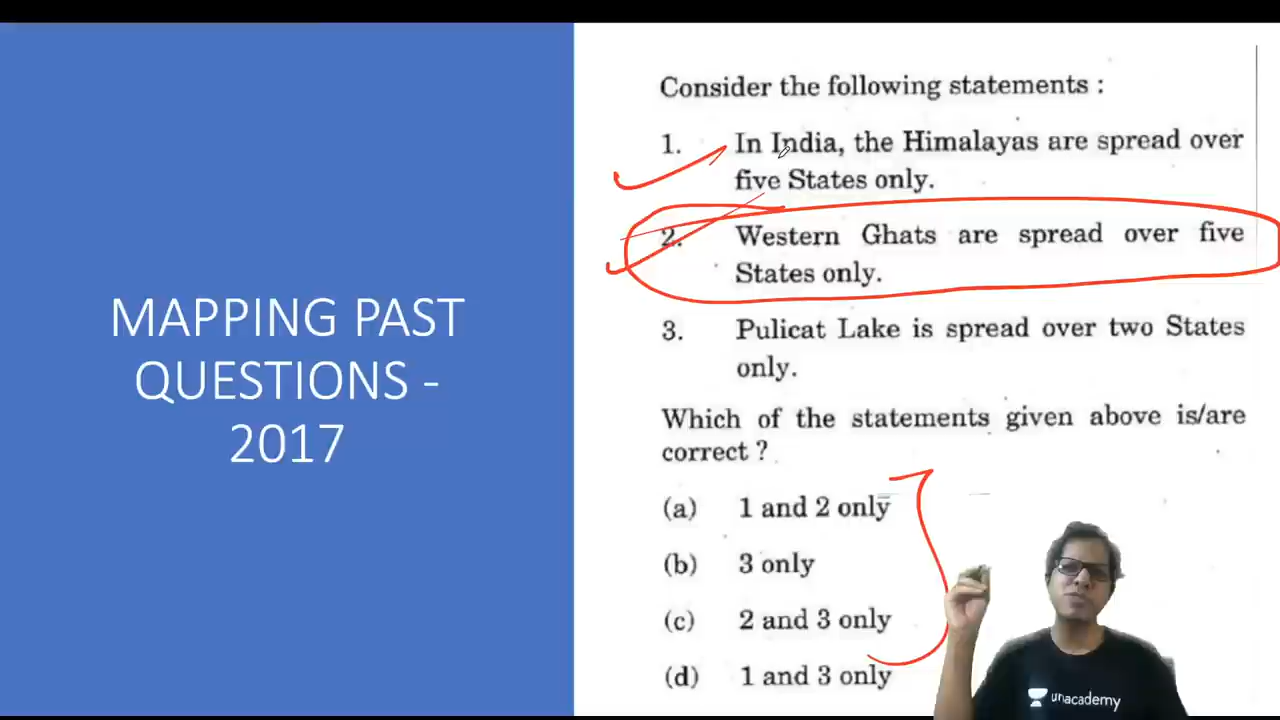 MAPPING PAST
QUESTIONS -
2017
Consider the following statements :
1. In India, the Himalayas are spread over
five States only.
2. Western Ghats are spread over five
States only.
3. Pulicat Lake is spread over two States
only.
Which of the statements given above is/are
correct ?
(a) 1 and 2 only
(b) 3 only
(c) 2 and 3 only
(d) 1 and 3 only
unacademy